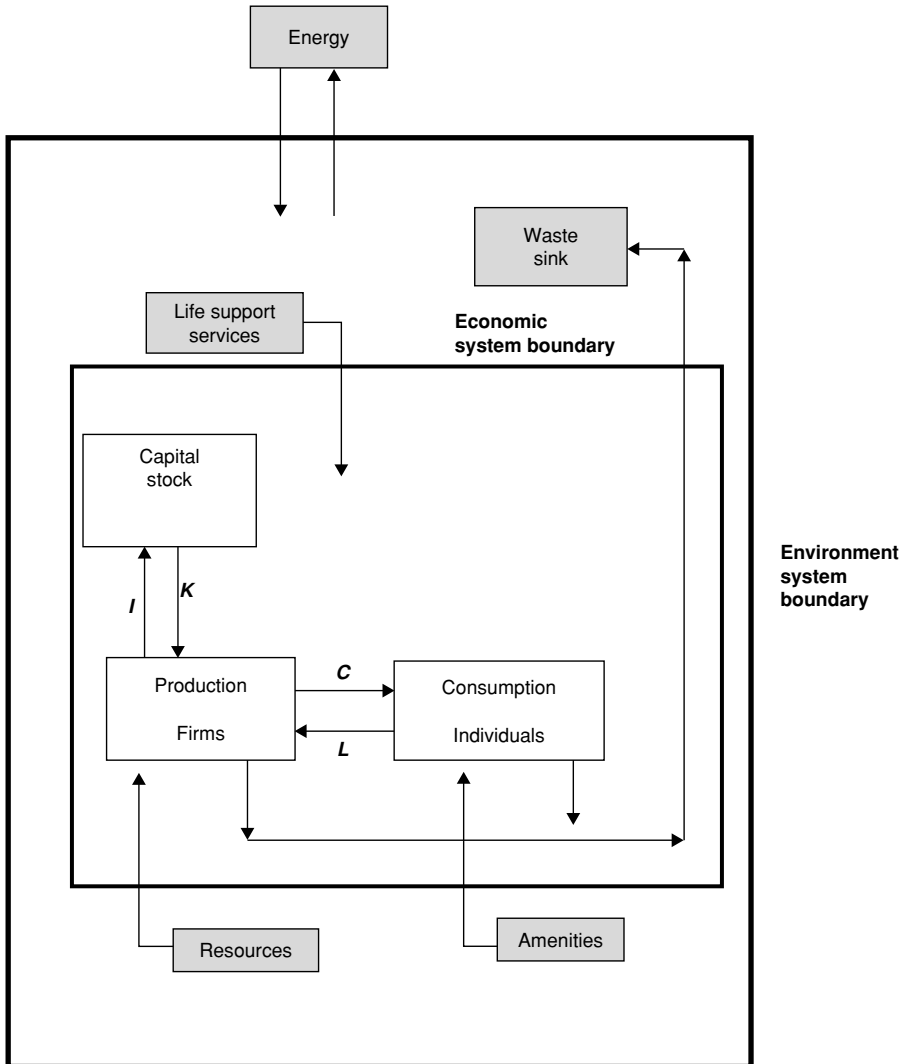 Energy
Waste
sink
Life support
services
Economic
system boundary
Capital
stock
Environment
system
boundary
I
K
Production
Firms
C
L
Consumption
Individuals
Resources
Amenities